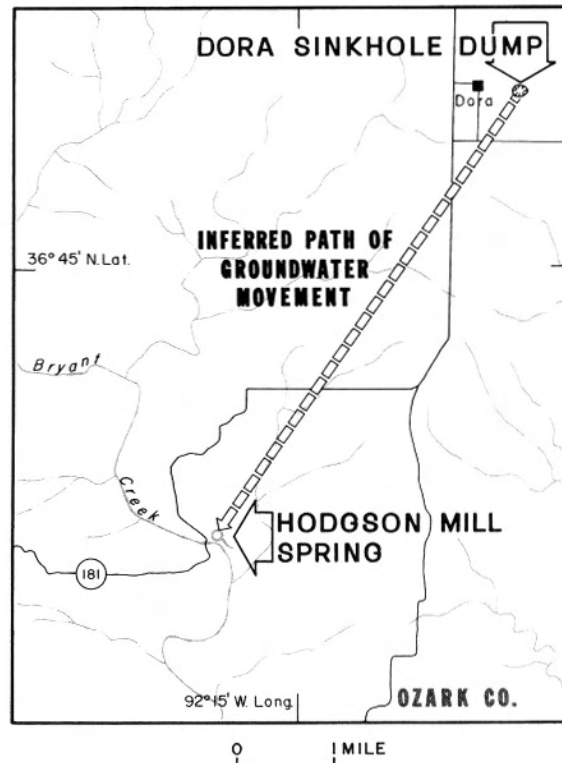 DORA SINKHOLE DUMP
Dora
INFERRED PATH OF
GROUNDWATER
MOVEMENT
36° 45' N.Lat.
Bryant
Creek
HODGSON MILL
SPRING
181
92°15' W. Long.
OZARK CO.
0 1 MILE